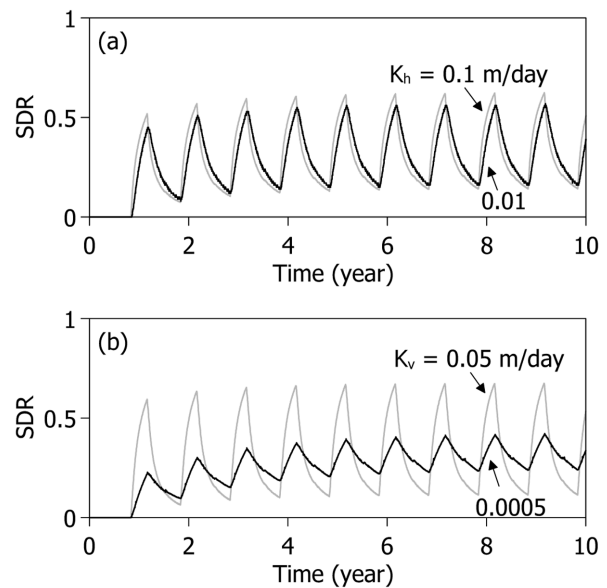 1
(a)
Kₕ = 0.1 m/day
SDR
0.5
0.01
0
0 2 4 6 8 10
Time (year)
1
(b)
Kᵥ = 0.05 m/day
SDR
0.5
0.0005
0
0 2 4 6 8 10
Time (year)